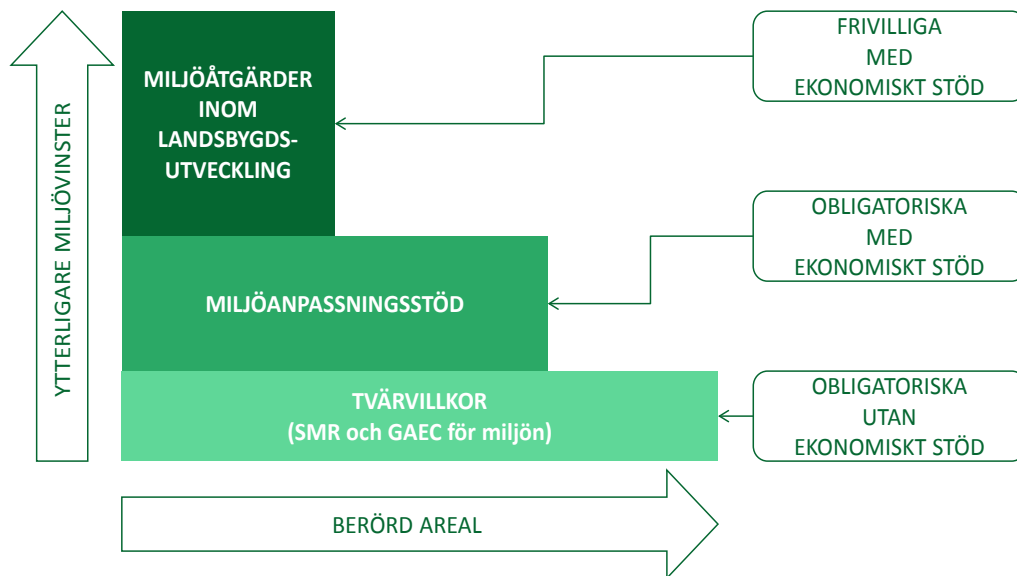 YTTERLIGARE MILJÖVINSTER
MILJÖÅTGÄRDER
INOM
LANDSBYGDS-
UTVECKLING
FRIVILLIGA
MED
EKONOMISKT STÖD
MILJÖANPASSNINGSSTÖD
OBLIGATORISKA
MED
EKONOMISKT STÖD
TVÄRVILLKOR
(SMR och GAEC för miljön)
OBLIGATORISKA
UTAN
EKONOMISKT STÖD
BERÖRD AREAL